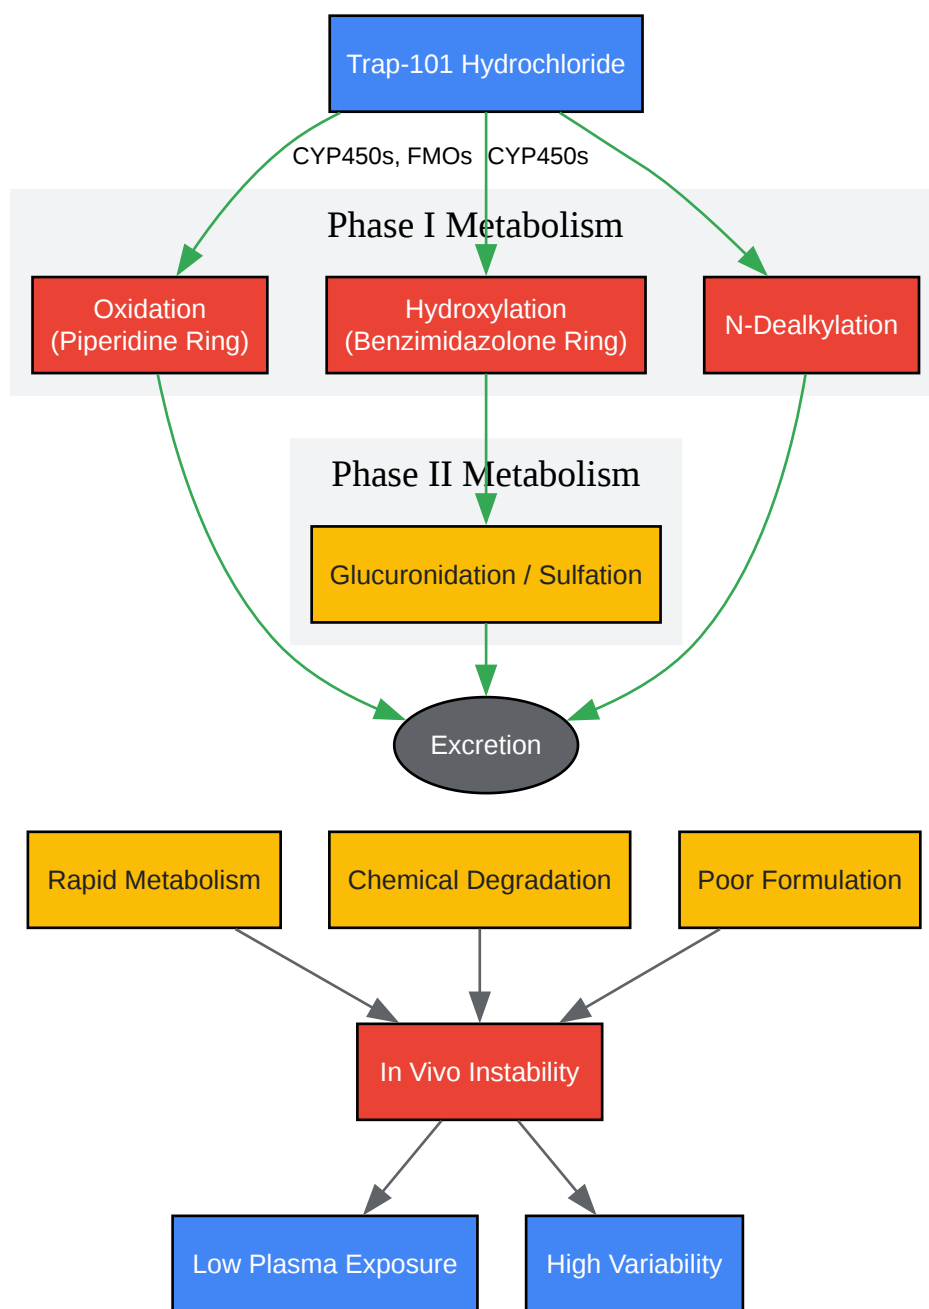 Trap-101 Hydrochloride
CYP450s, FMOs
CYP450s
Phase I Metabolism
Oxidation
(Piperidine Ring)
Hydroxylation
(Benzimidazolone Ring)
N-Dealkylation
Phase II Metabolism
Glucuronidation / Sulfation
Excretion
Rapid Metabolism
Chemical Degradation
Poor Formulation
In Vivo Instability
Low Plasma Exposure
High Variability